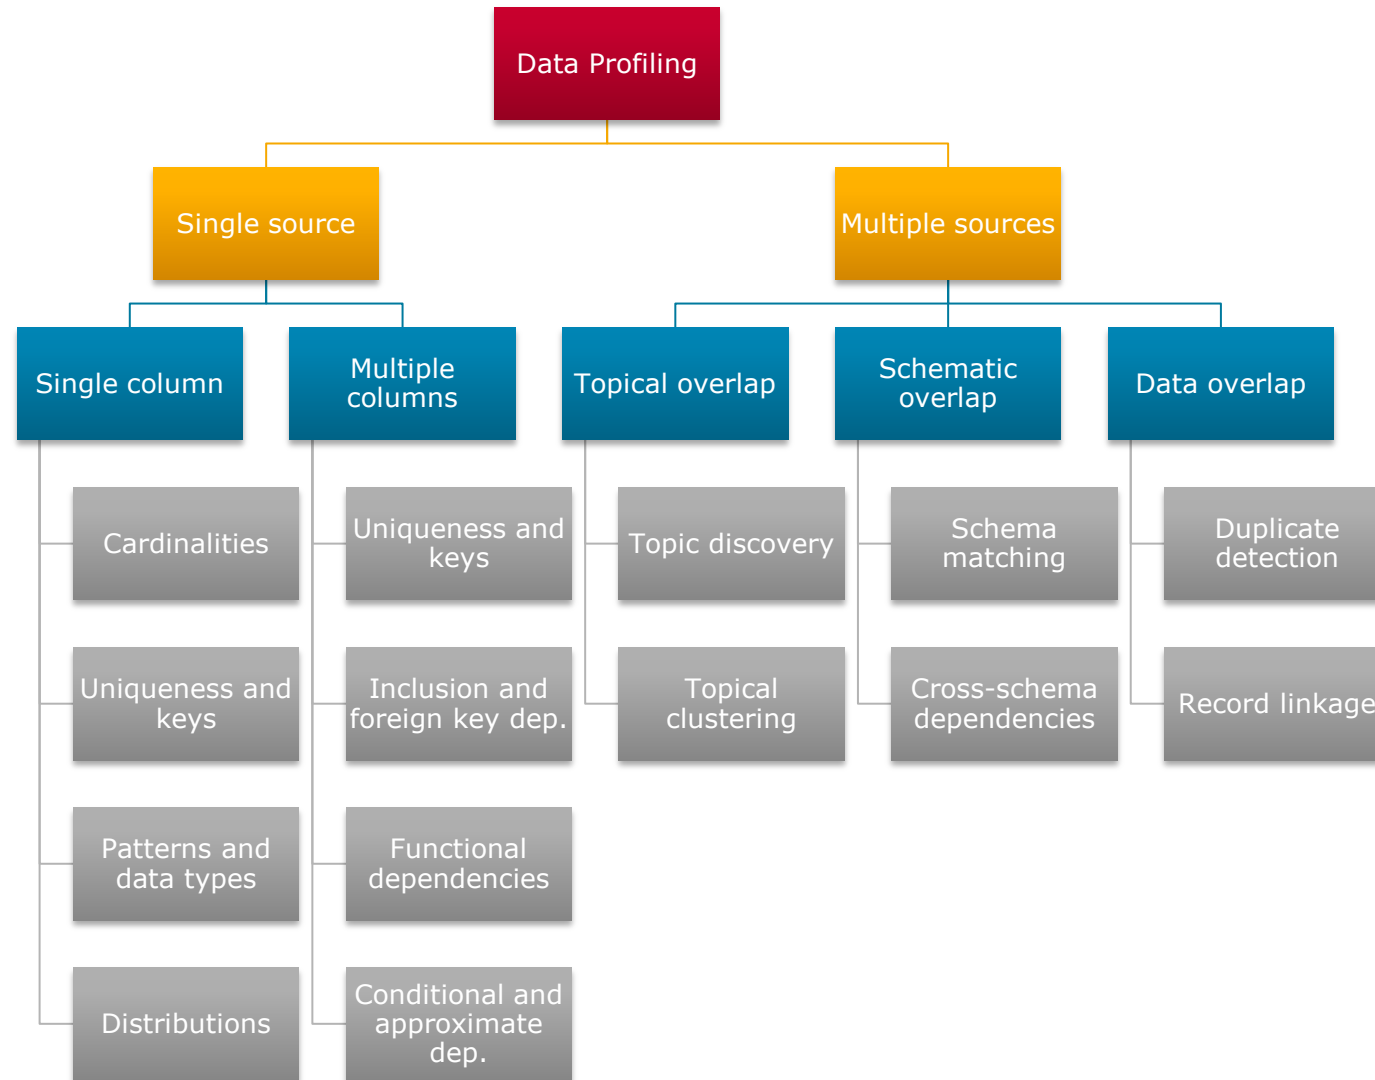 Data Profiling
Single source
Multiple sources
Single column
Multiple
columns
Topical overlap
Schematic
overlap
Data overlap
Cardinalities
Uniqueness and
keys
Topic discovery
Schema
matching
Duplicate
detection
Uniqueness and
keys
Inclusion and
foreign key dep.
Topical
clustering
Cross-schema
dependencies
Record linkage
Patterns and
data types
Functional
dependencies
Distributions
Conditional and
approximate
dep.